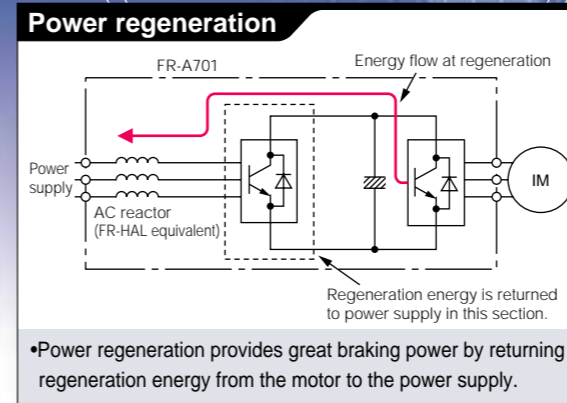 Power regeneration
FR-A701
Energy flow at regeneration
Power
supply
IM
AC reactor
(FR-HAL equivalent)
Regeneration energy is returned
to power supply in this section.
•Power regeneration provides great braking power by returning
regeneration energy from the motor to the power supply.